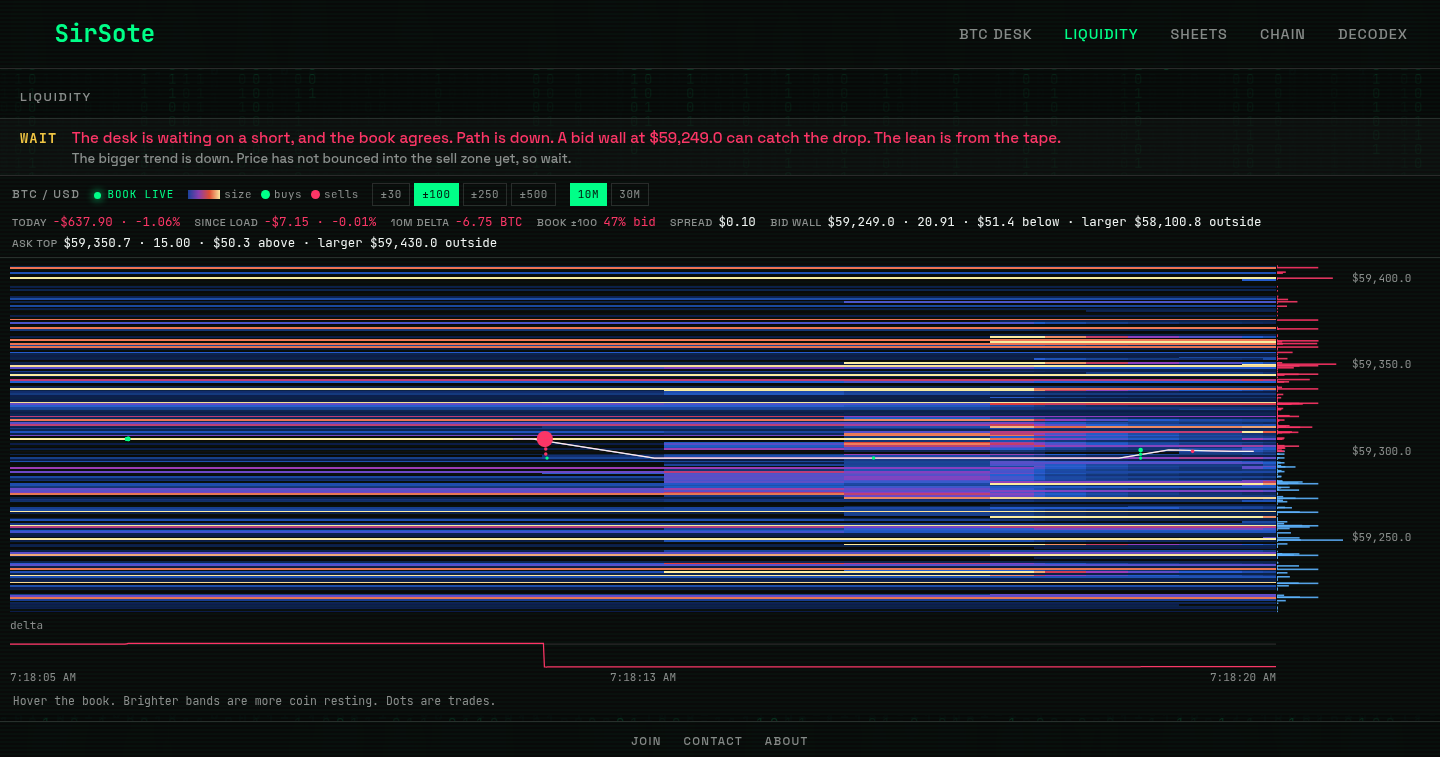 SirSote
BTC DESK LIQUIDITY SHEETS CHAIN DECODEX
LIQUIDITY
WAIT The desk is waiting on a short, and the book agrees. Path is down. A bid wall at $59,249.0 can catch the drop. The lean is from the tape.
The bigger trend is down. Price has not bounced into the sell zone yet, so wait.
BTC / USD BOOK LIVE size buys sells ±30 ±100 ±250 ±500 10M 30M
TODAY -$637.90 · -1.06% SINCE LOAD -$7.15 · -0.01% 10M DELTA -6.75 BTC BOOK ±100 47% bid SPREAD $0.10 BID WALL $59,249.0 · 20.91 · $51.4 below · larger $58,100.8 outside
ASK TOP $59,350.7 · 15.00 · $50.3 above · larger $59,430.0 outside
$59,400.0
$59,350.0
$59,300.0
$59,250.0
delta
7:18:05 AM 7:18:13 AM 7:18:20 AM
Hover the book. Brighter bands are more coin resting. Dots are trades.
JOIN CONTACT ABOUT